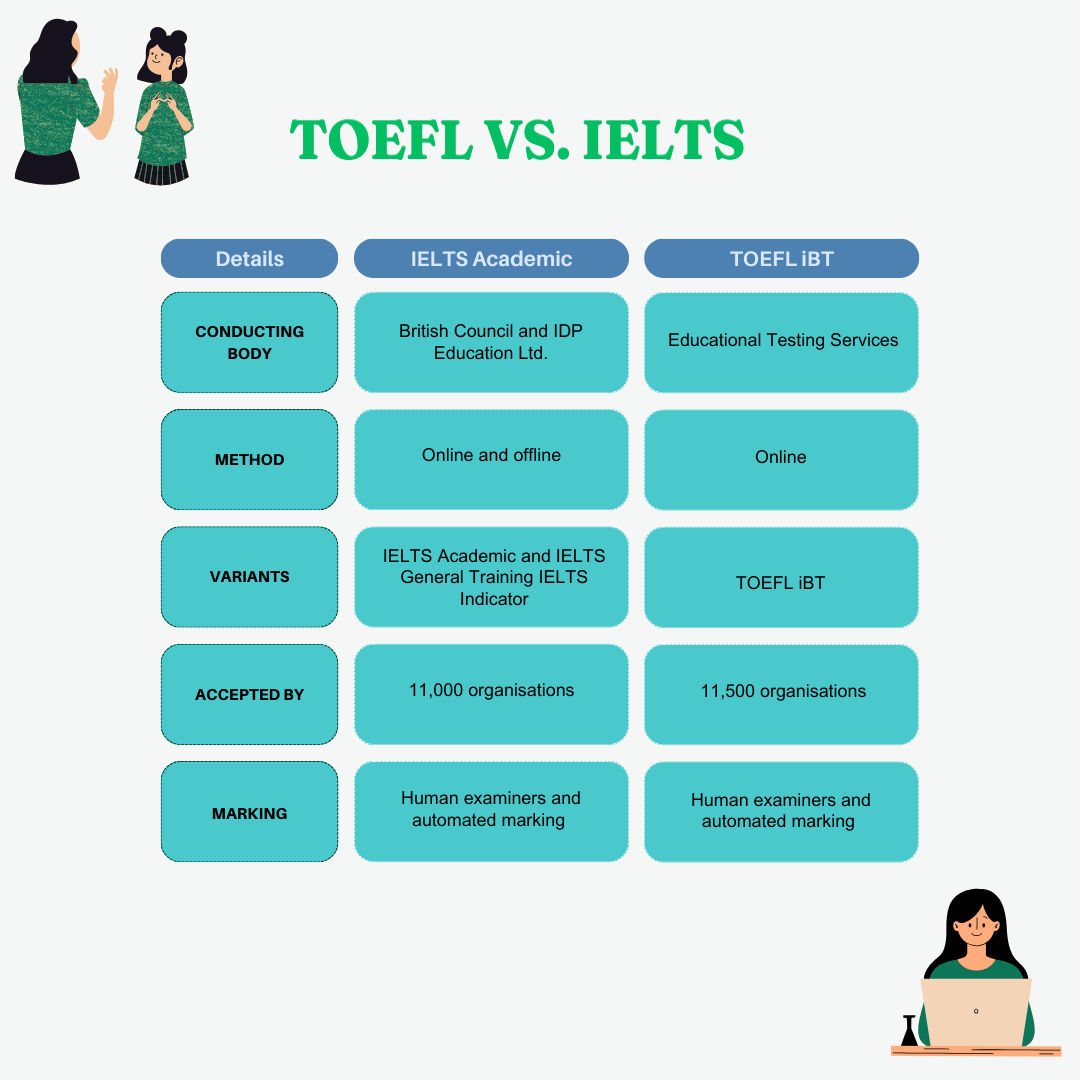 TOEFL VS. IELTS
Details
IELTS Academic
TOEFL iBT
CONDUCTING
BODY
British Council and IDP
Education Ltd.
Educational Testing Services
METHOD
Online and offline
Online
VARIANTS
IELTS Academic and IELTS
General Training IELTS
Indicator
TOEFL iBT
ACCEPTED BY
11,000 organisations
11,500 organisations
MARKING
Human examiners and
automated marking
Human examiners and
automated marking